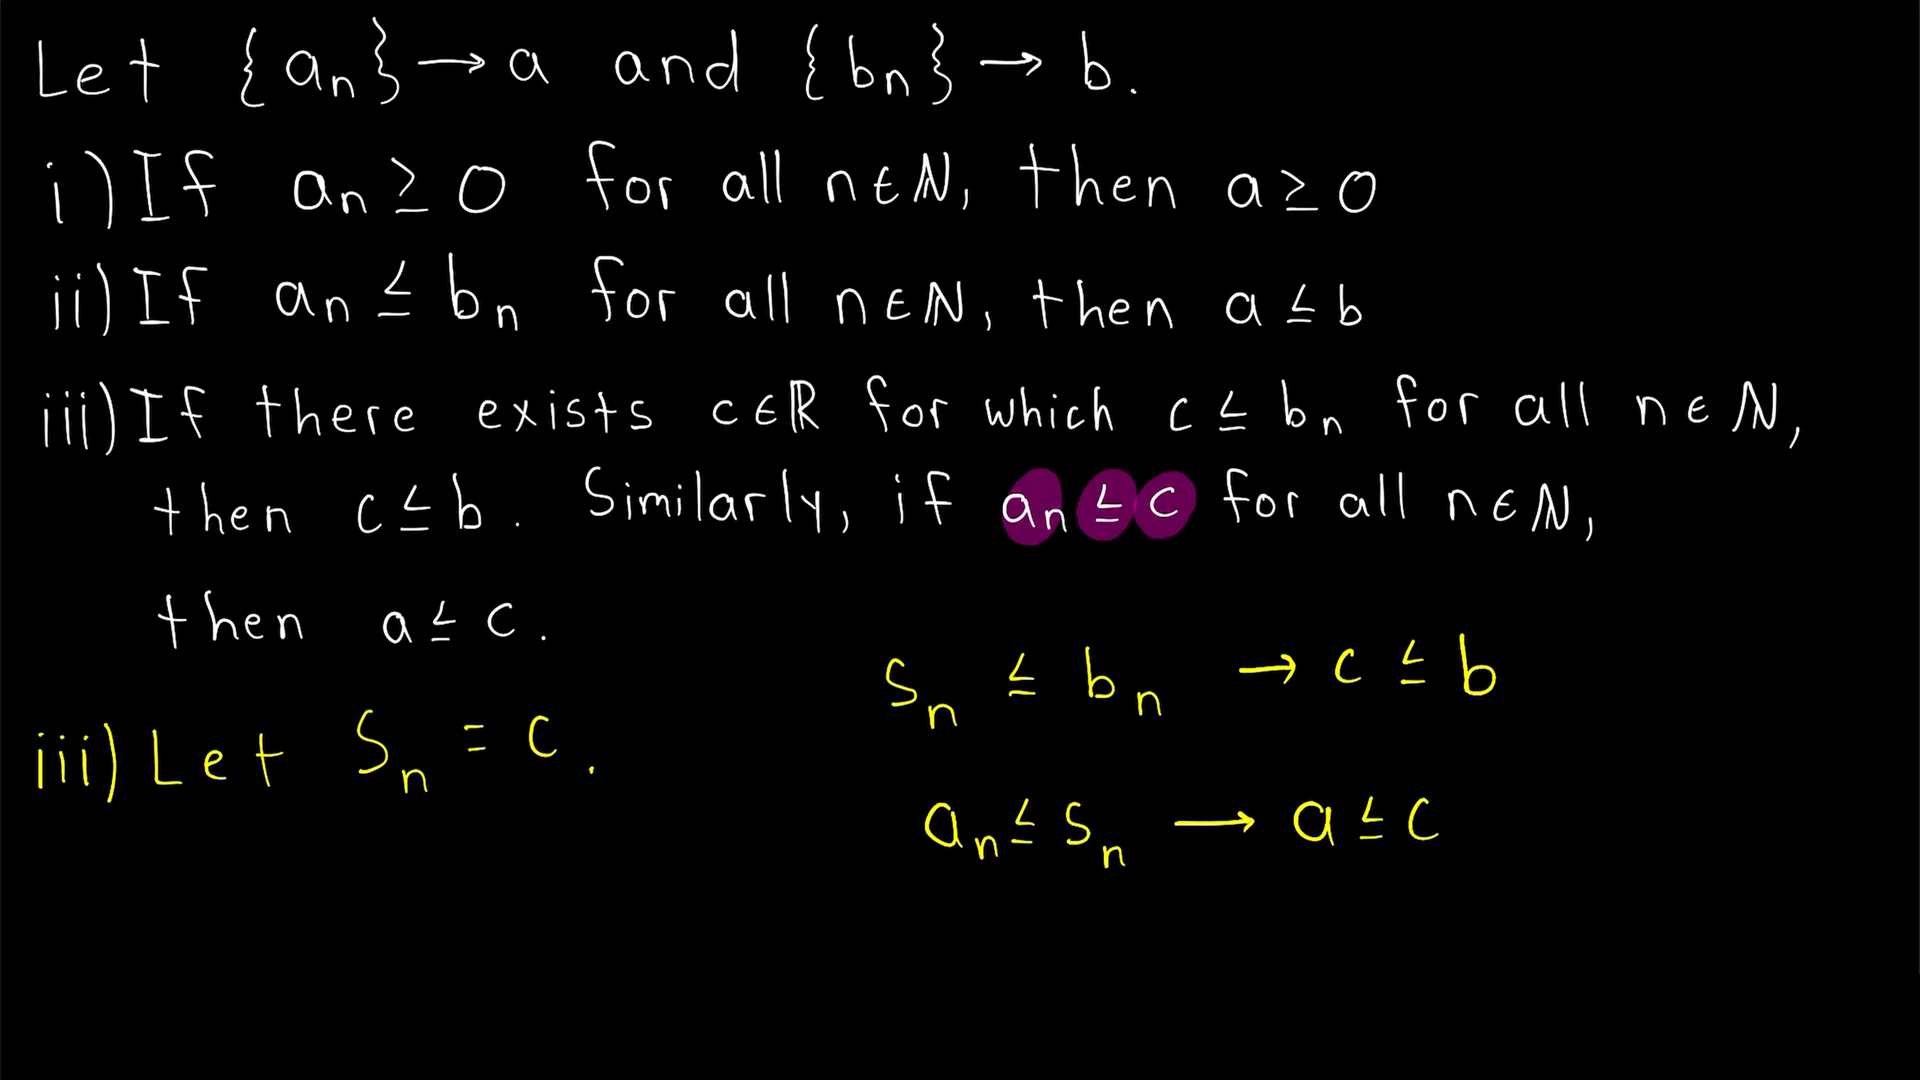 Let {aₙ} → a and {bₙ} → b.
i) If aₙ ≥ 0 for all n ∈ ℕ, then a ≥ 0
ii) If aₙ ≤ bₙ for all n ∈ ℕ, then a ≤ b
iii) If there exists c ∈ ℝ for which c ≤ bₙ for all n ∈ ℕ,
then c ≤ b. Similarly, if aₙ ≤ c for all n ∈ ℕ,
then a ≤ c.
sₙ ≤ bₙ → c ≤ b
iii) Let sₙ = c.
aₙ ≤ sₙ → a ≤ c